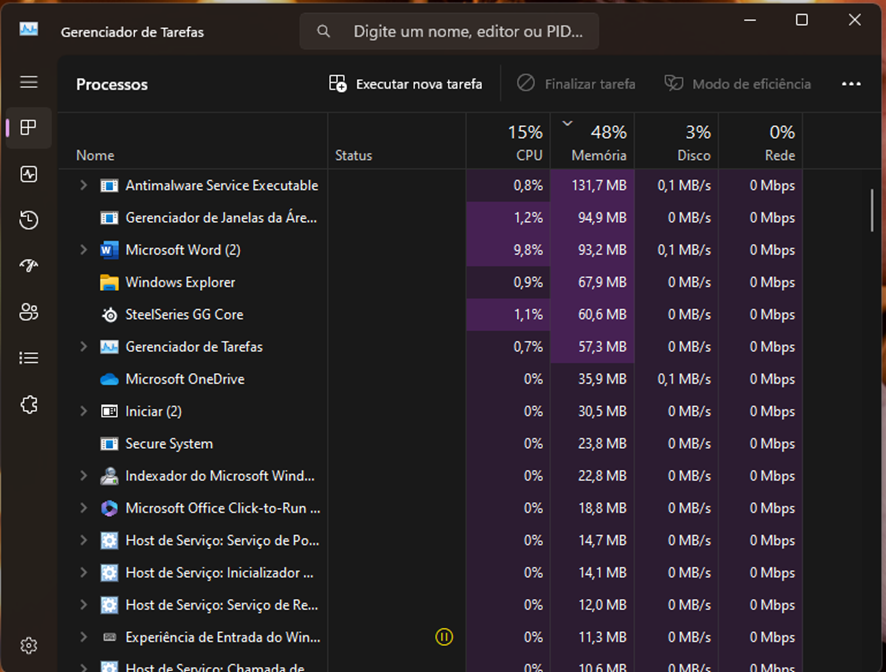 Gerenciador de Tarefas
Digite um nome, editor ou PID...
Processos
Executar nova tarefa
Finalizar tarefa
Modo de eficiência
15% 48% 3% 0%
Nome Status CPU Memória Disco Rede
Antimalware Service Executable 0,8% 131,7 MB 0,1 MB/s 0 Mbps
Gerenciador de Janelas da Áre... 1,2% 94,9 MB 0 MB/s 0 Mbps
Microsoft Word (2) 9,8% 93,2 MB 0,1 MB/s 0 Mbps
Windows Explorer 0,9% 67,9 MB 0 MB/s 0 Mbps
SteelSeries GG Core 1,1% 60,6 MB 0 MB/s 0 Mbps
Gerenciador de Tarefas 0,7% 57,3 MB 0 MB/s 0 Mbps
Microsoft OneDrive 0% 35,9 MB 0,1 MB/s 0 Mbps
Iniciar (2) 0% 30,5 MB 0 MB/s 0 Mbps
Secure System 0% 23,8 MB 0 MB/s 0 Mbps
Indexador do Microsoft Wind... 0% 22,8 MB 0 MB/s 0 Mbps
Microsoft Office Click-to-Run ... 0% 18,8 MB 0 MB/s 0 Mbps
Host de Serviço: Serviço de Po... 0% 14,7 MB 0 MB/s 0 Mbps
Host de Serviço: Inicializador ... 0% 14,1 MB 0 MB/s 0 Mbps
Host de Serviço: Serviço de Re... 0% 12,0 MB 0 MB/s 0 Mbps
Experiência de Entrada do Win... 0% 11,3 MB 0 MB/s 0 Mbps
Host de Serviço: Chamada de 0% 10,6 MB 0 MB/s 0 Mbps